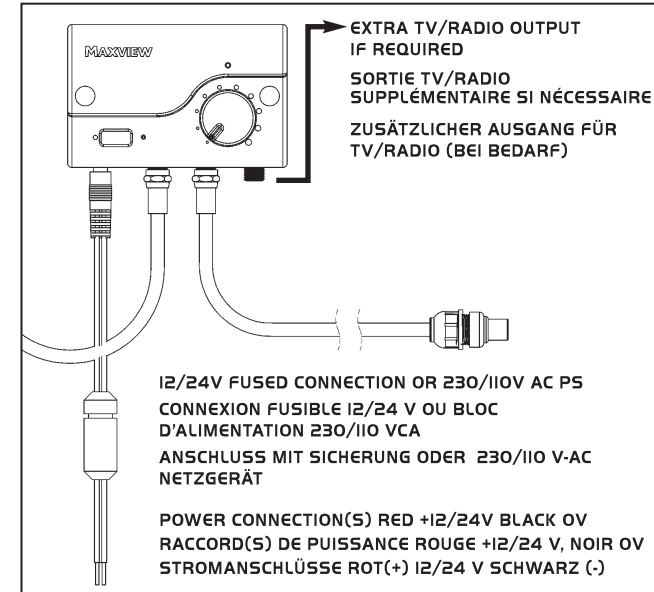 MAXVIEW
EXTRA TV/RADIO OUTPUT
IF REQUIRED
SORTIE TV/RADIO
SUPPLÉMENTAIRE SI NÉCESSAIRE
ZUSÄTZLICHER AUSGANG FÜR
TV/RADIO (BEI BEDARF)
12/24V FUSED CONNECTION OR 230/110V AC PS
CONNEXION FUSIBLE 12/24 V OU BLOC
D'ALIMENTATION 230/110 VCA
ANSCHLUSS MIT SICHERUNG ODER 230/110 V-AC
NETZGERÄT
POWER CONNECTION(S) RED +12/24V BLACK 0V
RACCORD(S) DE PUISSANCE ROUGE +12/24 V, NOIR 0V
STROMANSCHLÜSSE ROT(+) 12/24 V SCHWARZ (-)